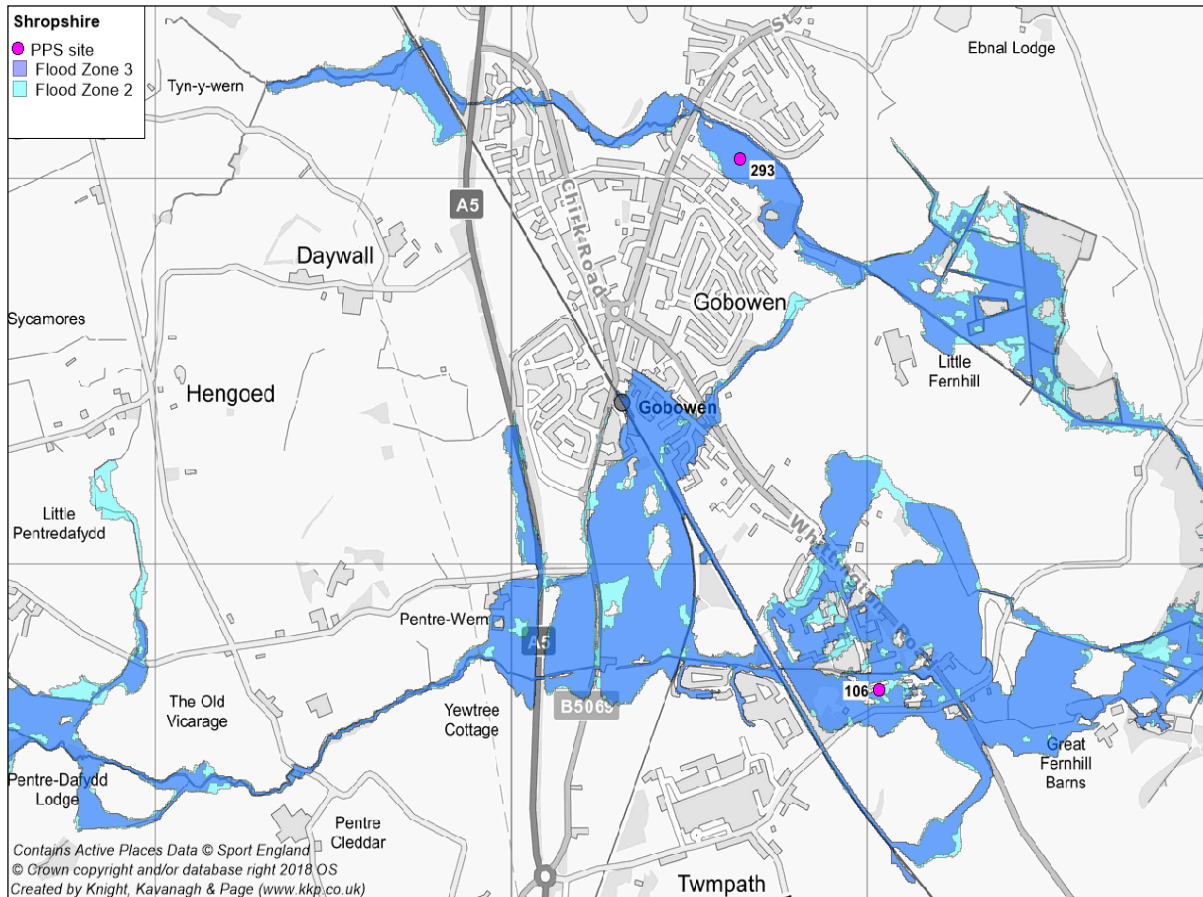 Shropshire
PPS site
Flood Zone 3
Flood Zone 2
Tyn-y-wern
Ebnal Lodge
St
293
A5
Chirk Road
Daywall
Gobowen
Sycamores
Hengoed
Little
Fernhill
Gobowen
Little
Pentredafydd
Whittington Road
Pentre-Wern
A5
106
The Old
Vicarage
Yewtree
Cottage
B5069
Great
Fernhill
Barns
Pentre-Dafydd
Lodge
Pentre
Cleddar
Twmpath
Contains Active Places Data © Sport England
© Crown copyright and/or database right 2018 OS
Created by Knight, Kavanagh & Page (www.kkp.co.uk)